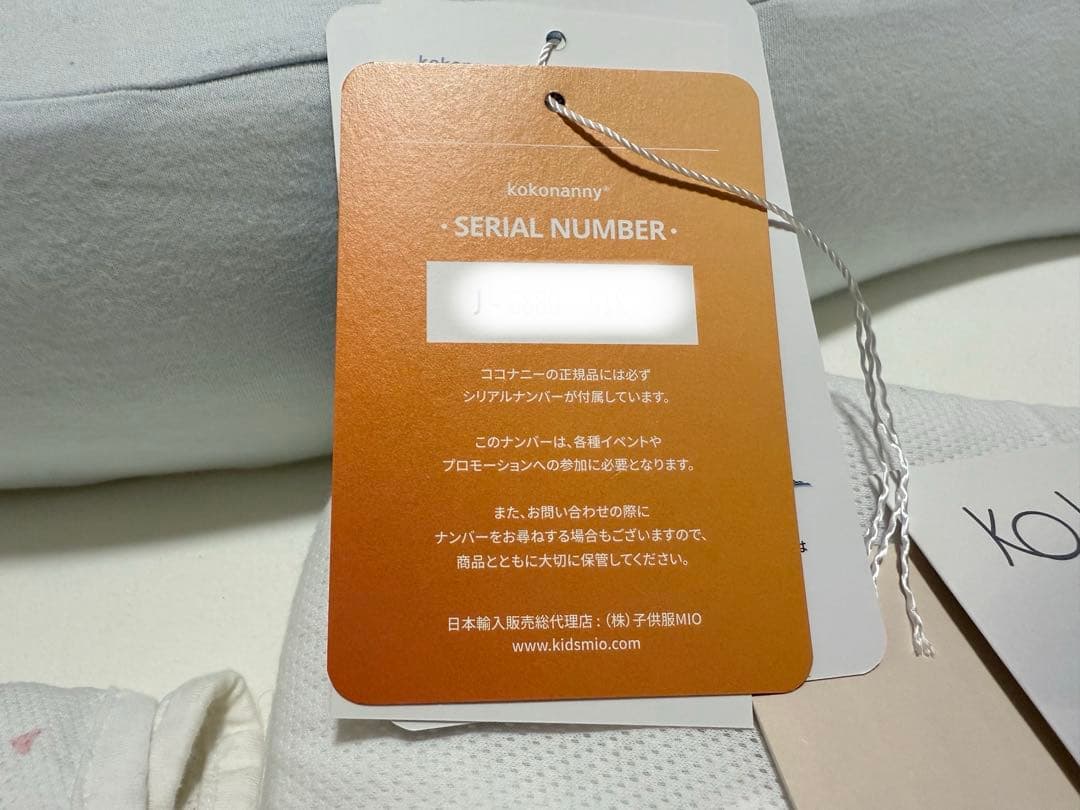 kokonanny®
・SERIAL NUMBER・
ココナニーの正規品には必ず
シリアルナンバーが付属しています。
このナンバーは、各種イベントや
プロモーションへの参加に必要となります。
また、お問い合わせの際に
ナンバーをお尋ねする場合もございますので、
商品とともに大切に保管してください。
日本輸入販売総代理店：（株）子供服MIO
www.kidsmio.com
は